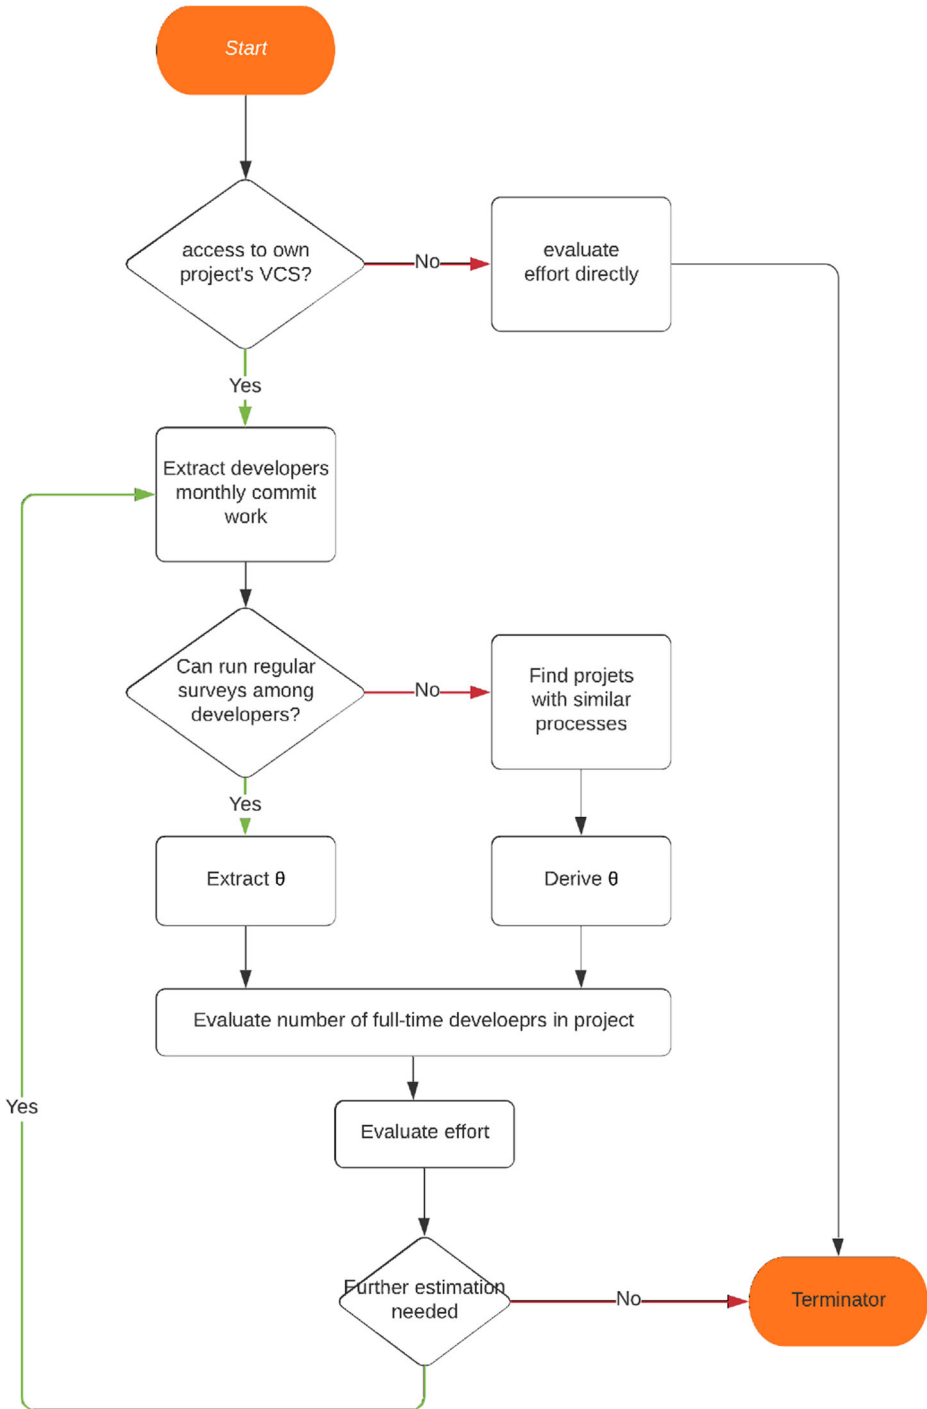 Start
access to own
project's VCS?
No
evaluate
effort directly
Yes
Extract developers
monthly commit
work
Can run regular
surveys among
developers?
No
Find projets
with similar
processes
Yes
Extract θ
Derive θ
Evaluate number of full-time develoeprs in project
Yes
Evaluate effort
Further estimation
needed
No
Terminator